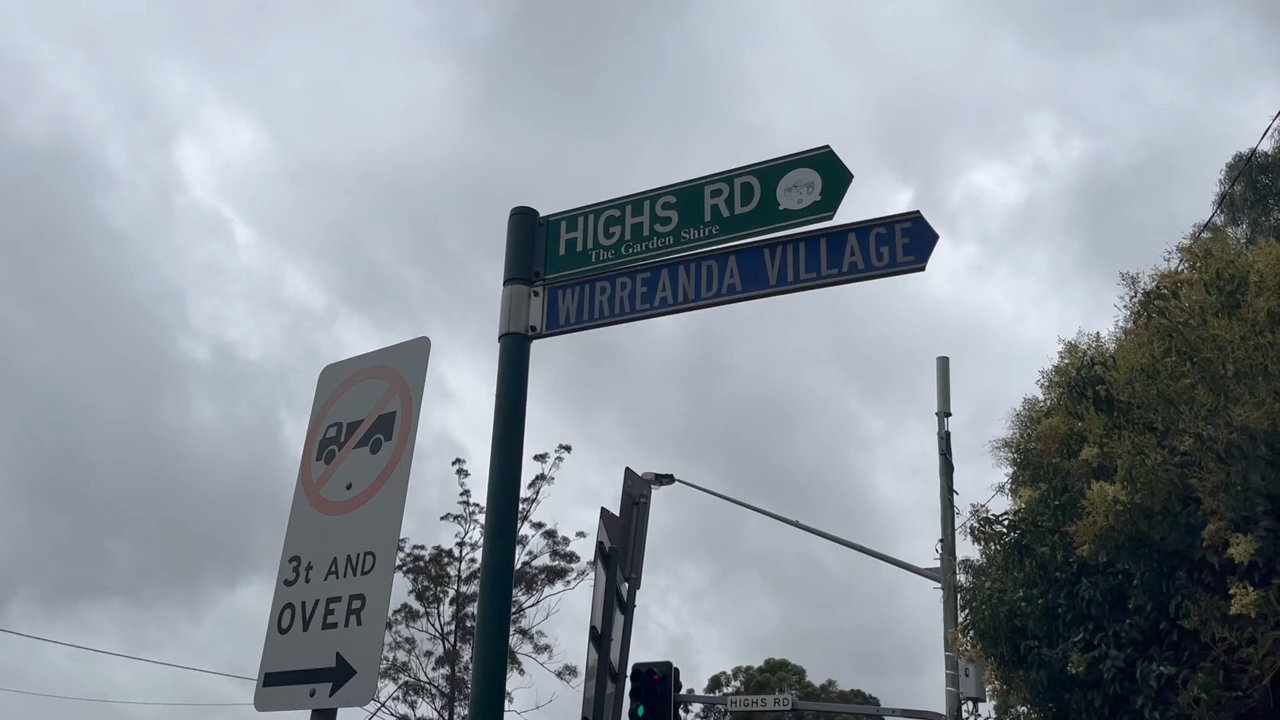 HIGHS RD
The Garden Shire
WIRREANDA VILLAGE
3t AND
OVER
HIGHS RD